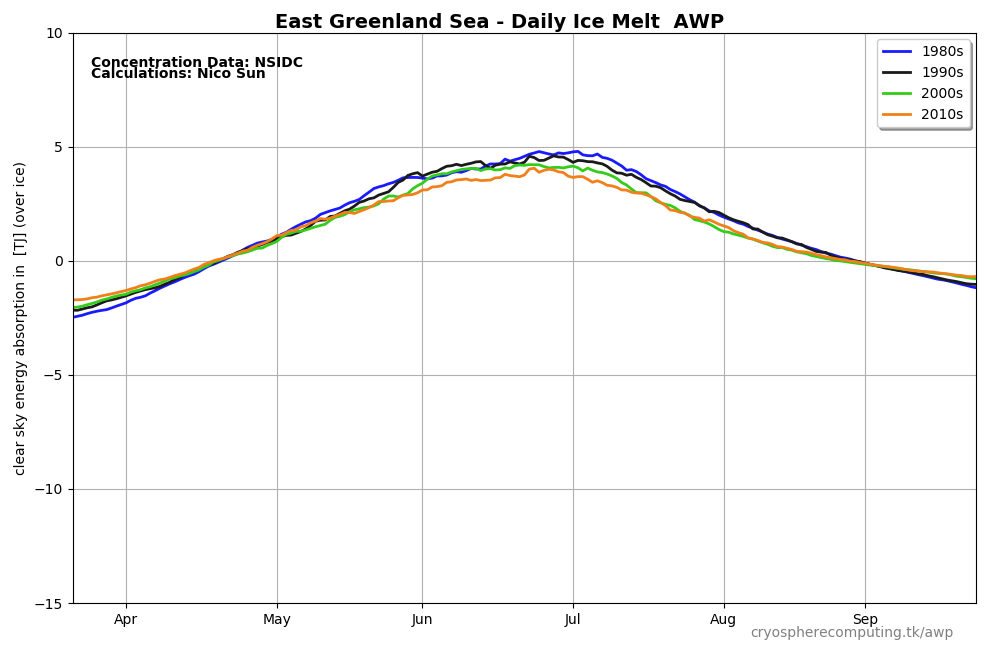 East Greenland Sea - Daily Ice Melt  AWP
Concentration Data: NSIDC
Calculations: Nico Sun
1980s
1990s
2000s
2010s
clear sky energy absorption in  [TJ] (over ice)
10
5
0
−5
−10
−15
Apr May Jun Jul Aug Sep
cryospherecomputing.tk/awp